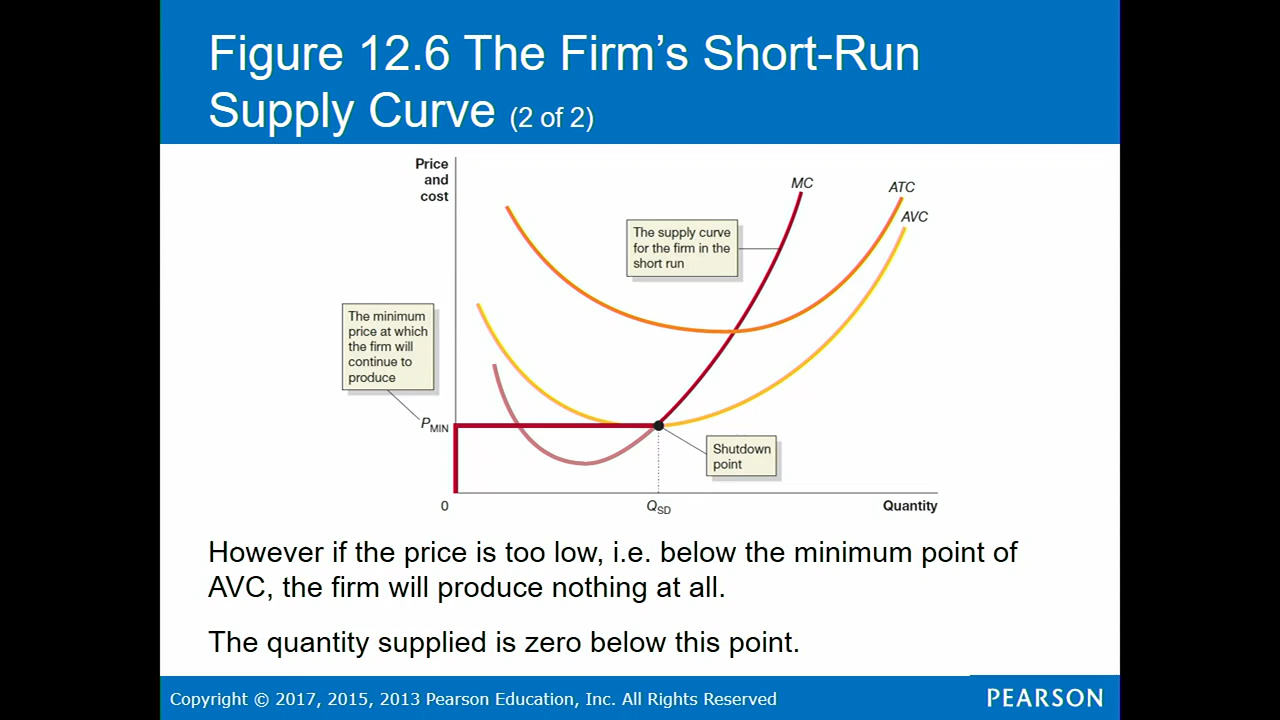 Figure 12.6 The Firm's Short-Run
Supply Curve (2 of 2)
Price
and
cost
MC
ATC
AVC
The supply curve
for the firm in the
short run
The minimum
price at which
the firm will
continue to
produce
PMIN
Shutdown
point
0
QSD
Quantity
However if the price is too low, i.e. below the minimum point of
AVC, the firm will produce nothing at all.
The quantity supplied is zero below this point.
Copyright © 2017, 2015, 2013 Pearson Education, Inc. All Rights Reserved
PEARSON